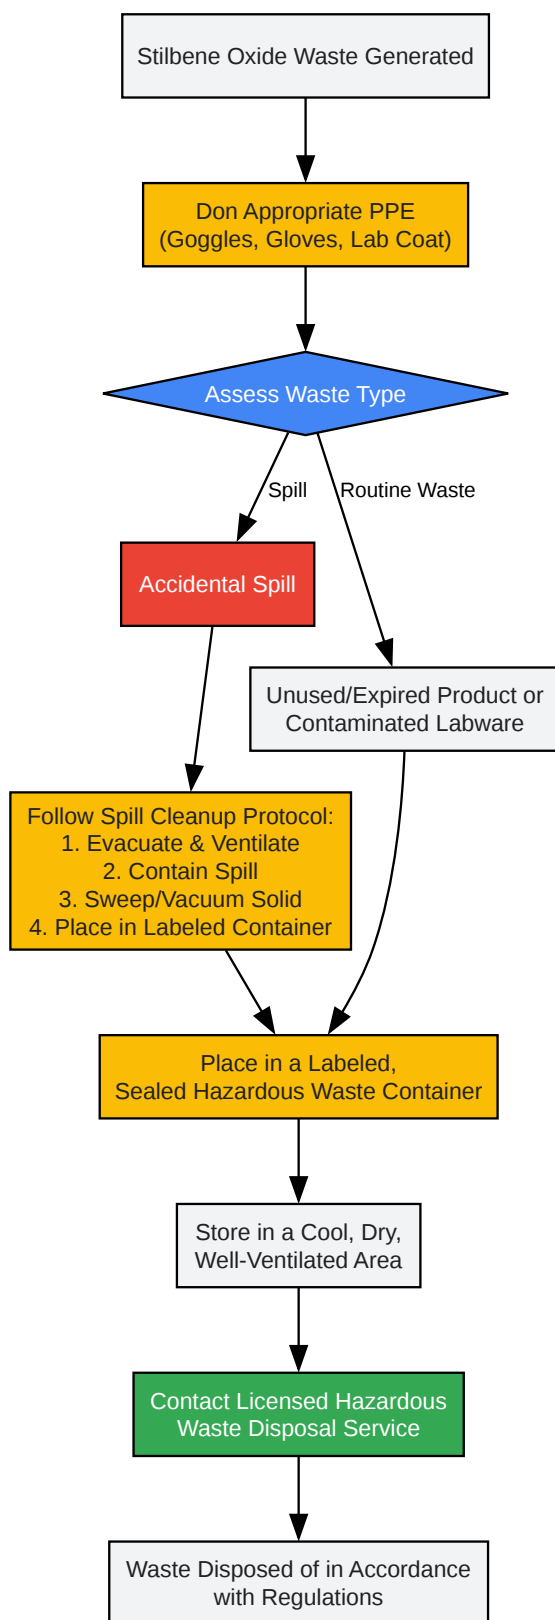 Stilbene Oxide Waste Generated
Don Appropriate PPE
(Goggles, Gloves, Lab Coat)
Assess Waste Type
Spill
Routine Waste
Accidental Spill
Unused/Expired Product or
Contaminated Labware
Follow Spill Cleanup Protocol:
1. Evacuate & Ventilate
2. Contain Spill
3. Sweep/Vacuum Solid
4. Place in Labeled Container
Place in a Labeled,
Sealed Hazardous Waste Container
Store in a Cool, Dry,
Well-Ventilated Area
Contact Licensed Hazardous
Waste Disposal Service
Waste Disposed of in Accordance
with Regulations